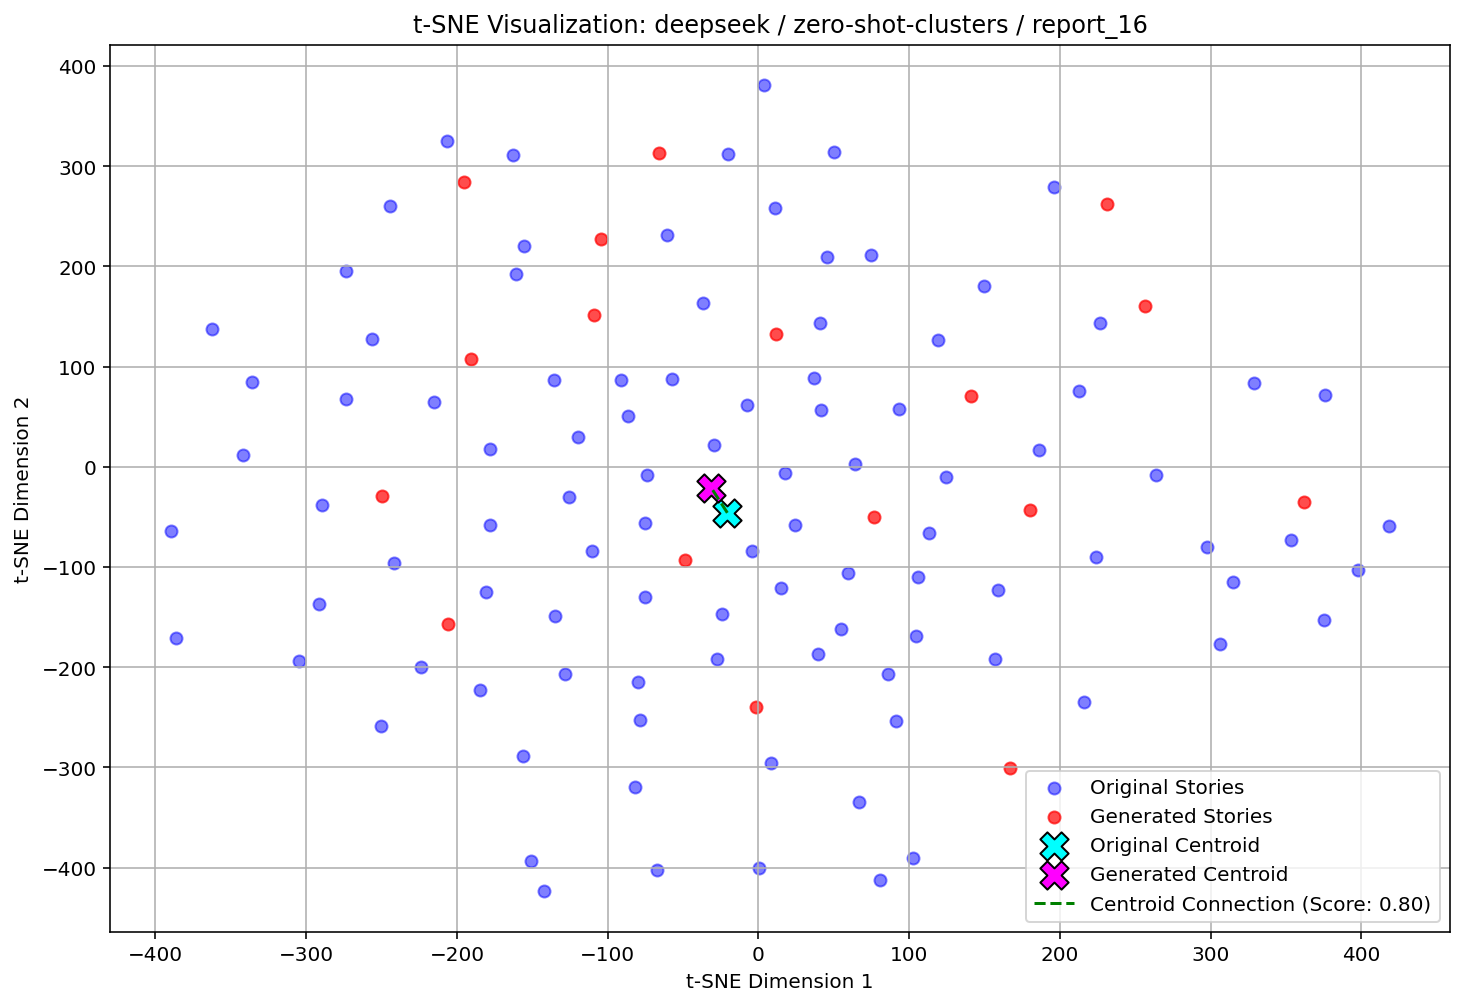 t-SNE Visualization: deepseek / zero-shot-clusters / report_16
t-SNE Dimension 2
400
300
200
100
0
−100
−200
−300
−400
Original Stories
Generated Stories
Original Centroid
Generated Centroid
Centroid Connection (Score: 0.80)
−400 −300 −200 −100 0 100 200 300 400
t-SNE Dimension 1